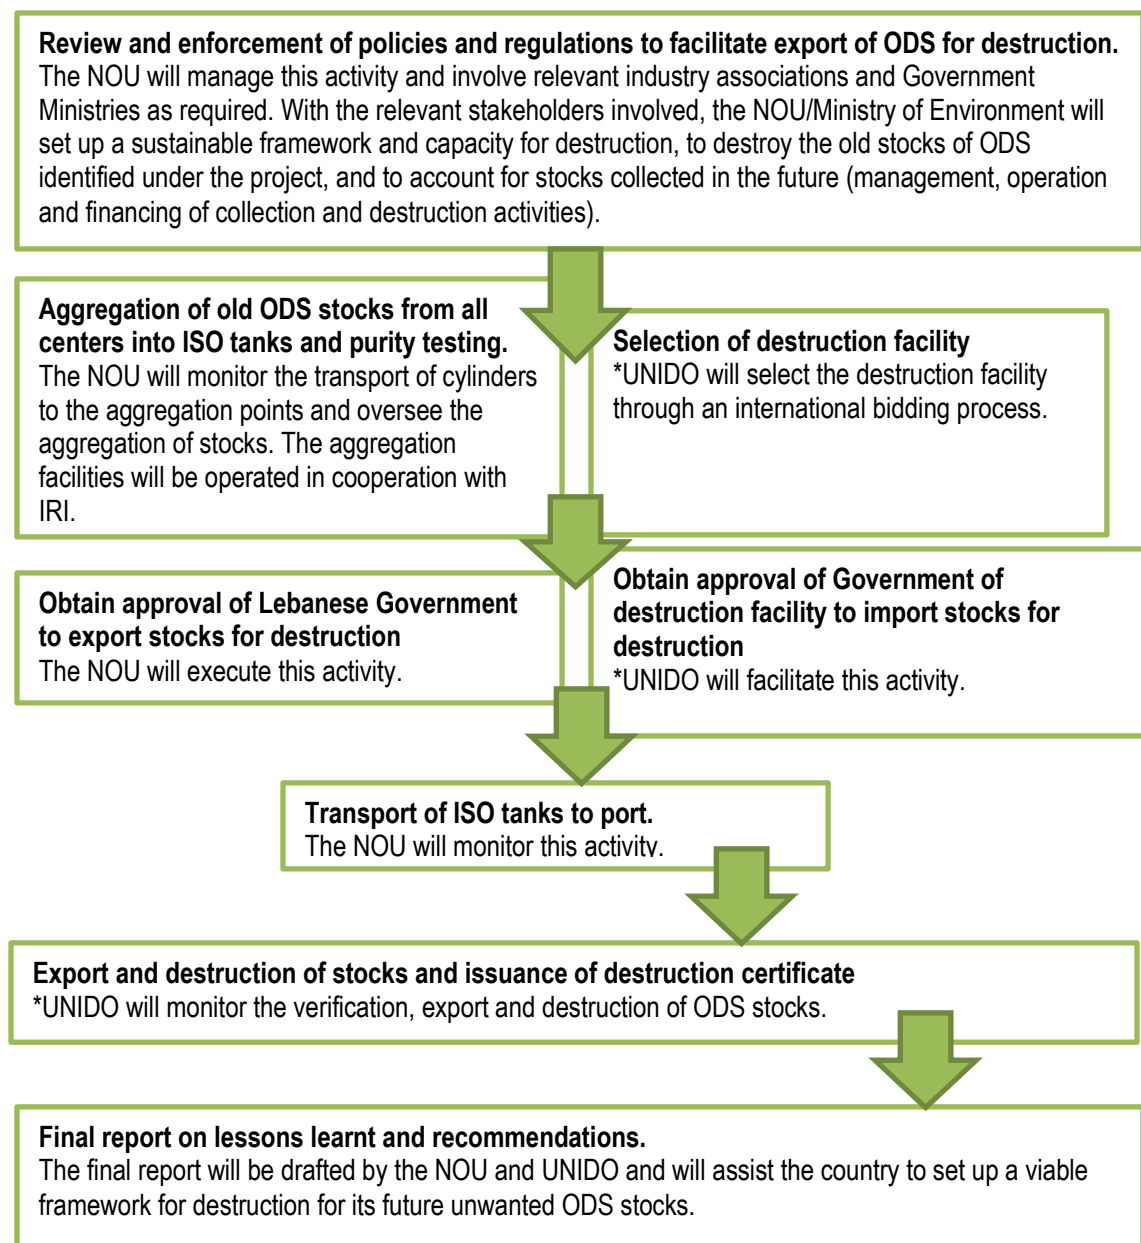 Review and enforcement of policies and regulations to facilitate export of ODS for destruction.
The NOU will manage this activity and involve relevant industry associations and Government
Ministries as required. With the relevant stakeholders involved, the NOU/Ministry of Environment will
set up a sustainable framework and capacity for destruction, to destroy the old stocks of ODS
identified under the project, and to account for stocks collected in the future (management, operation
and financing of collection and destruction activities).
Aggregation of old ODS stocks from all
centers into ISO tanks and purity testing.
The NOU will monitor the transport of cylinders
to the aggregation points and oversee the
aggregation of stocks. The aggregation
facilities will be operated in cooperation with
IRI.
Selection of destruction facility
*UNIDO will select the destruction facility
through an international bidding process.
Obtain approval of Lebanese Government
to export stocks for destruction
The NOU will execute this activity.
Obtain approval of Government of
destruction facility to import stocks for
destruction
*UNIDO will facilitate this activity.
Transport of ISO tanks to port.
The NOU will monitor this activity.
Export and destruction of stocks and issuance of destruction certificate
*UNIDO will monitor the verification, export and destruction of ODS stocks.
Final report on lessons learnt and recommendations.
The final report will be drafted by the NOU and UNIDO and will assist the country to set up a viable
framework for destruction for its future unwanted ODS stocks.